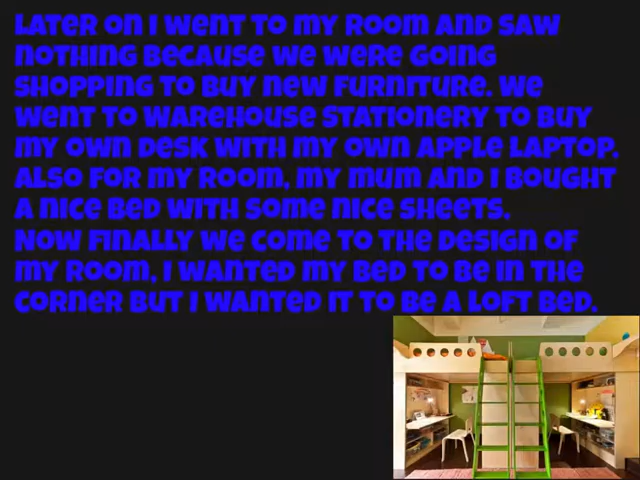 Later on I went to my room and saw
nothing because we were going
shopping to buy new furniture. We
went to Warehouse Stationery to buy
my own desk with my own Apple laptop.
Also for my room, my mum and I bought
a nice bed with some nice sheets.
Now finally we come to the design of
my room, I wanted my bed to be in the
corner but I wanted it to be a loft bed.